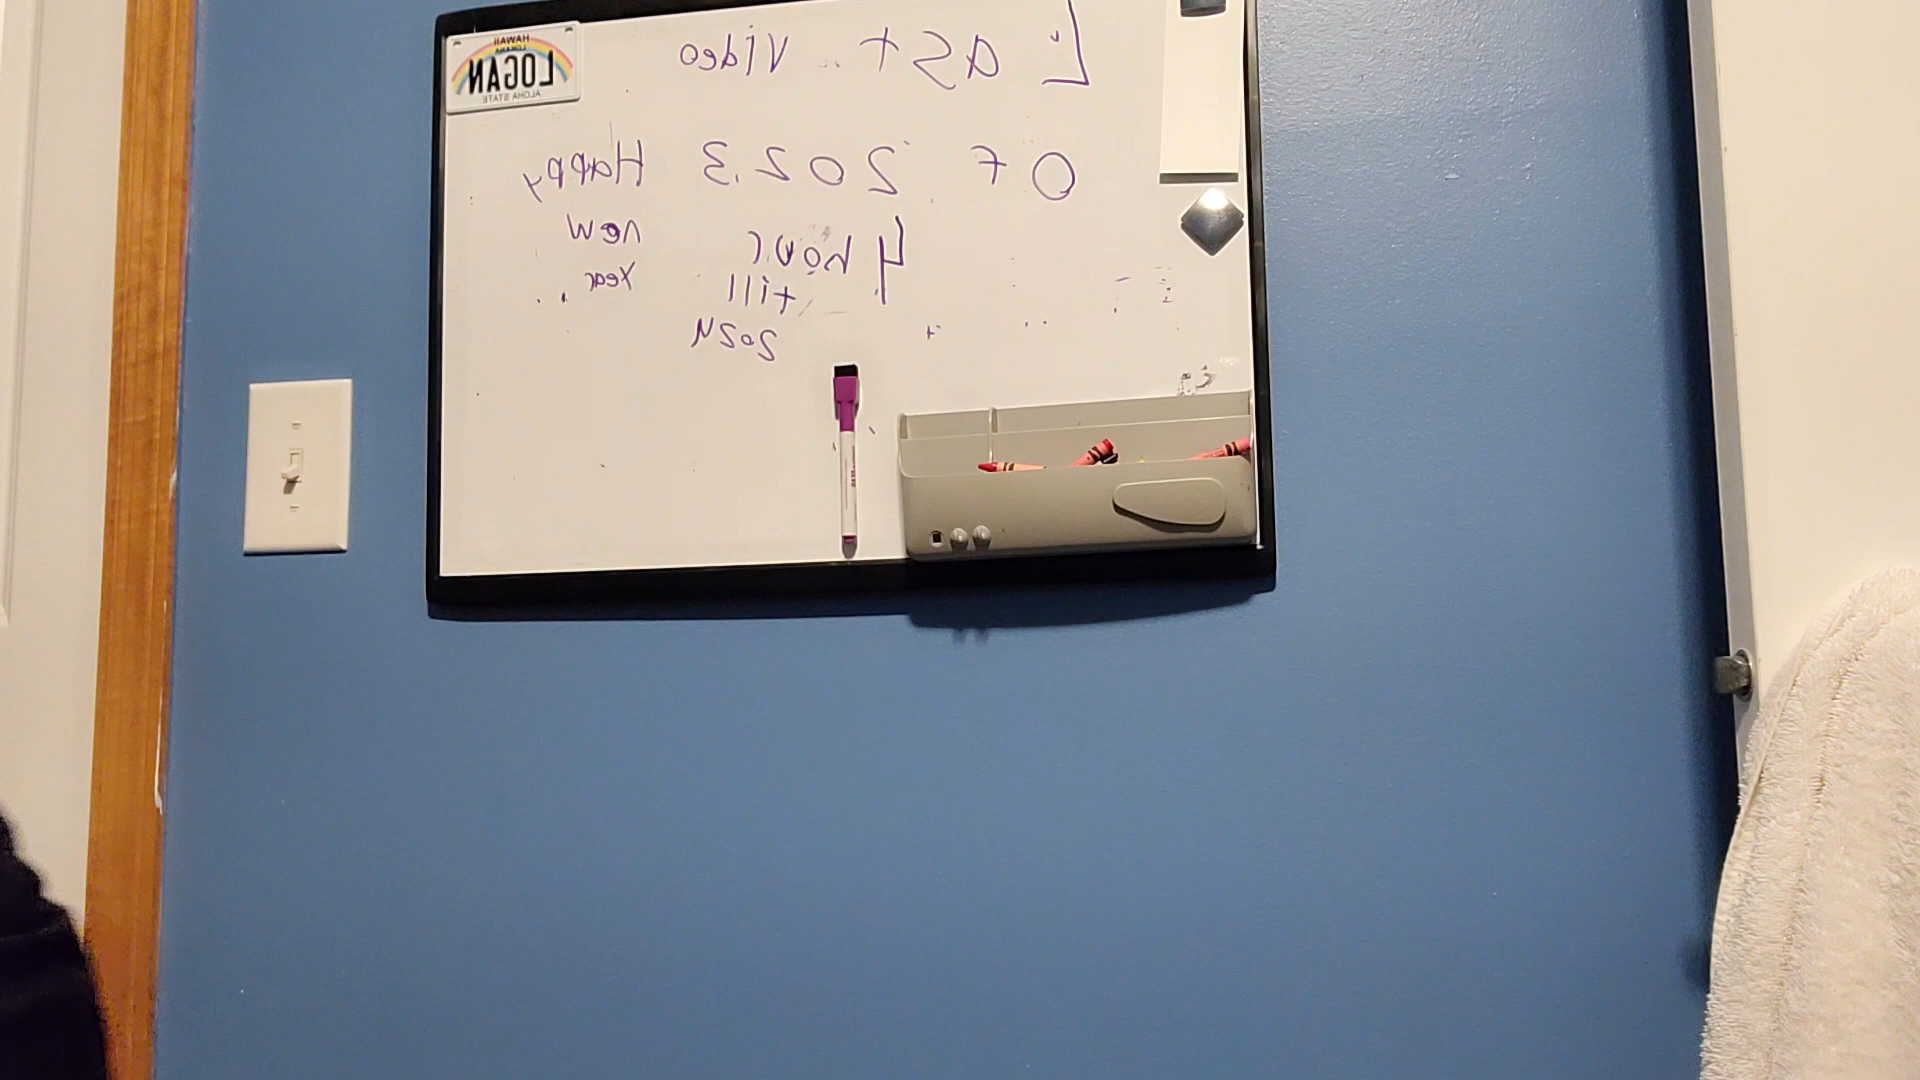 Last Video
OF 2023 Happy
new
Year
4 hour
till
2024
HAWAII
LOGAN
ALOHA STATE